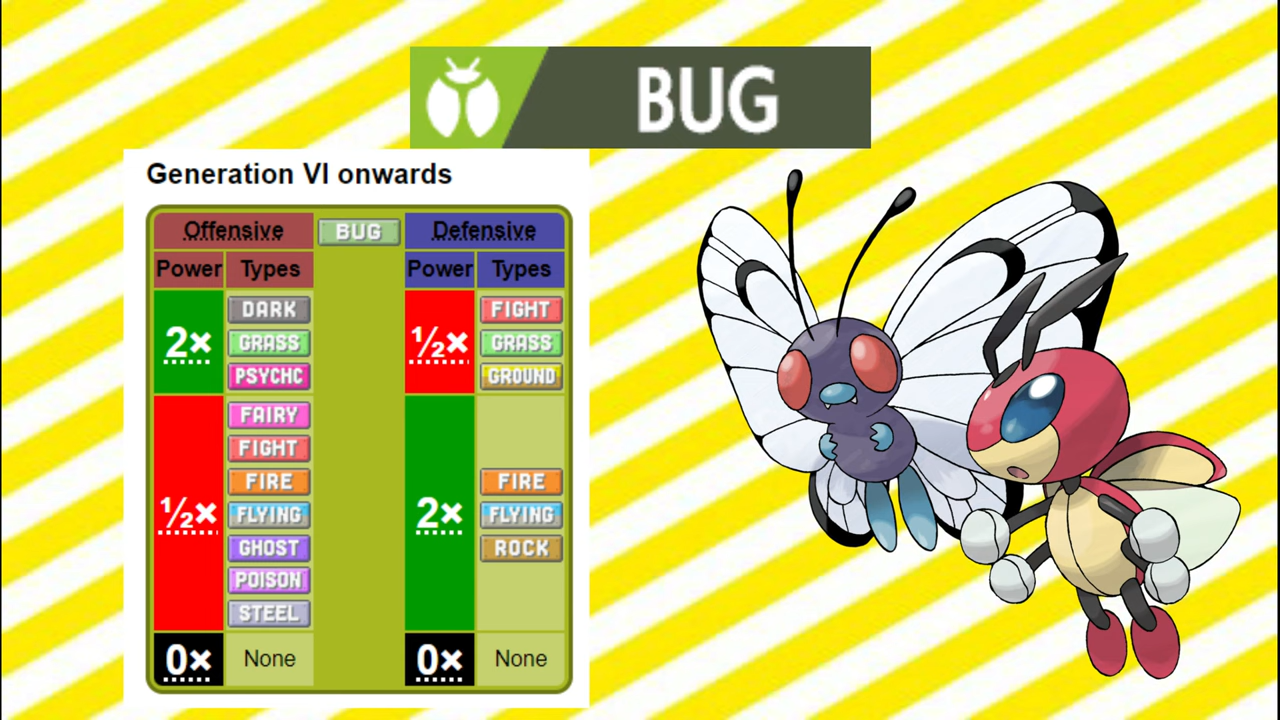 BUG
Generation VI onwards
Offensive BUG Defensive
Power Types Power Types
2× DARK GRASS PSYCHC ½× FIGHT GRASS GROUND
½× FAIRY FIGHT FIRE FLYING GHOST POISON STEEL 2× FIRE FLYING ROCK
0× None 0× None